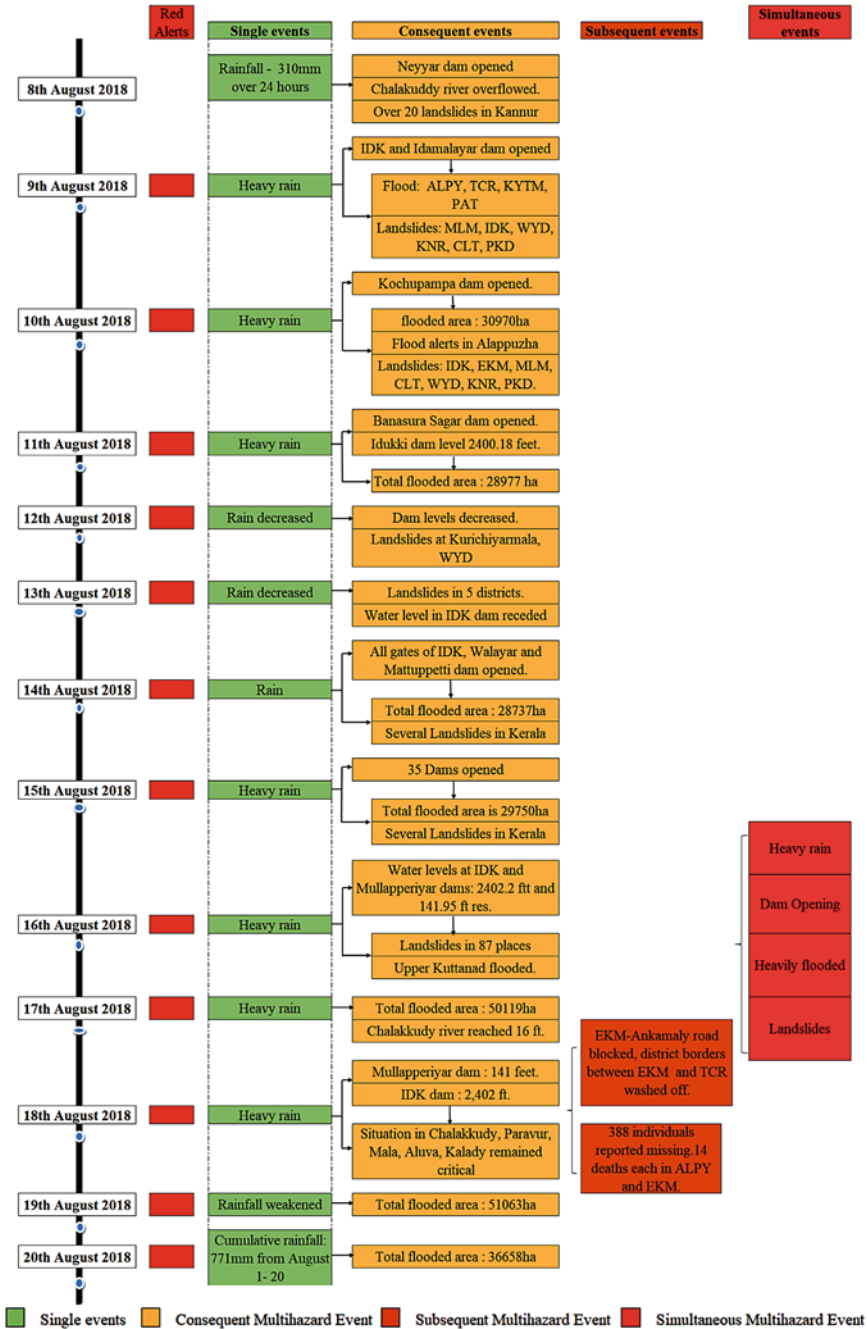 Red
Alerts
Single events
Consequent events
Subsequent events
Simultaneous
events
8th August 2018
Rainfall - 310mm
over 24 hours
Neyyar dam opened
Chalakuddy river overflowed.
Over 20 landslides in Kannur
9th August 2018
Heavy rain
IDK and Idamalayar dam opened
Flood: ALPY, TCR, KYTM,
PAT
Landslides: MLM, IDK, WYD,
KNR, CLT, PKD
10th August 2018
Heavy rain
Kochupampa dam opened.
flooded area : 30970ha
Flood alerts in Alappuzha
Landslides: IDK, EKM, MLM,
CLT, WYD, KNR, PKD.
11th August 2018
Heavy rain
Banasura Sagar dam opened.
Idukki dam level 2400.18 feet.
Total flooded area : 28977 ha
12th August 2018
Rain decreased
Dam levels decreased.
Landslides at Kurichiyarmala,
WYD
13th August 2018
Rain decreased
Landslides in 5 districts.
Water level in IDK dam receded
14th August 2018
Rain
All gates of IDK, Walayar and
Mattuppetti dam opened.
Total flooded area : 28737ha
Several Landslides in Kerala
15th August 2018
Heavy rain
35 Dams opened
Total flooded area is 29750ha
Several Landslides in Kerala
16th August 2018
Heavy rain
Water levels at IDK and
Mullapperiyar dams: 2402.2 ftt and
141.95 ft res.
Landslides in 87 places
Upper Kuttanad flooded.
Heavy rain
Dam Opening
Heavily flooded
Landslides
17th August 2018
Heavy rain
Total flooded area : 50119ha
Chalakkudy river reached 16 ft.
18th August 2018
Heavy rain
Mullapperiyar dam : 141 feet.
IDK dam : 2,402 ft.
Situation in Chalakkudy, Paravur,
Mala, Aluva, Kalady remained
critical
EKM-Ankamaly road
blocked, district borders
between EKM and TCR
washed off.
388 individuals
reported missing.14
deaths each in ALPY
and EKM.
19th August 2018
Rainfall weakened
Total flooded area : 51063ha
20th August 2018
Cumulative rainfall:
771mm from August
1- 20
Total flooded area : 36658ha
Single events
Consequent Multihazard Event
Subsequent Multihazard Event
Simultaneous Multihazard Event